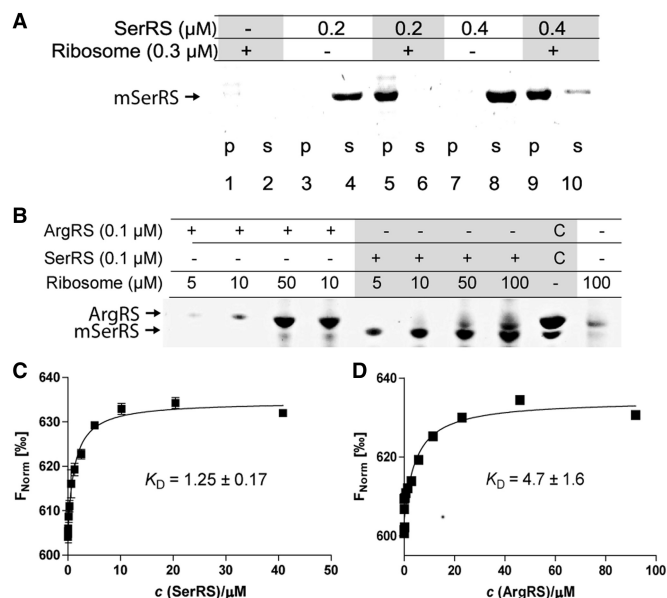 A
SerRS (μM) - 0.2 0.2 0.4 0.4
Ribosome (0.3 μM) + - + - +
mSerRS →
p s p s p s p s p s
1 2 3 4 5 6 7 8 9 10
B
ArgRS (0.1 μM) + + + + - - - - C -
SerRS (0.1 μM) - - - - + + + + C -
Ribosome (μM) 5 10 50 10 5 10 50 100 - 100
ArgRS →
mSerRS →
C
640
630
620
610
600
F Norm [‰]
K D = 1.25 ± 0.17
0 10 20 30 40 50
c (SerRS)/μM
D
640
620
600
F Norm [‰]
K D = 4.7 ± 1.6
*
0 20 40 60 80 100
c (ArgRS)/μM